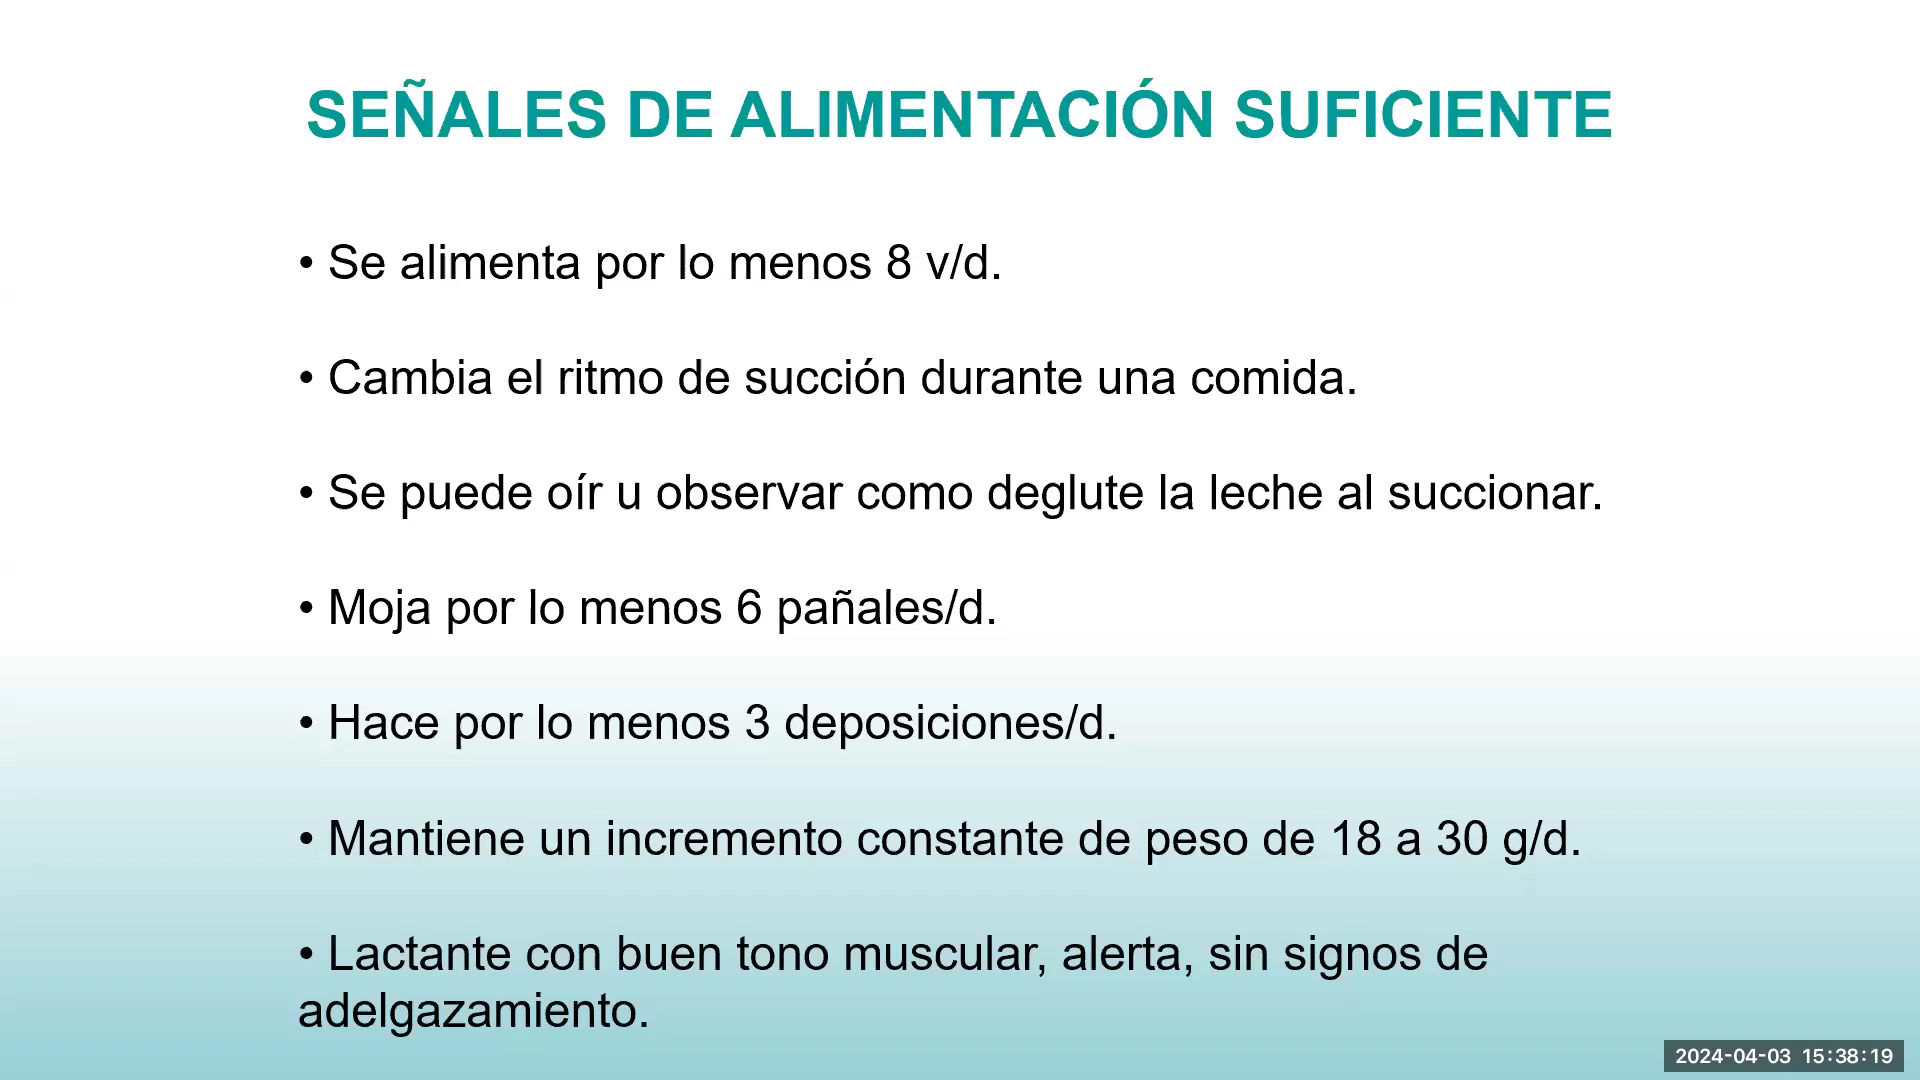 SEÑALES DE ALIMENTACIÓN SUFICIENTE
• Se alimenta por lo menos 8 v/d.
• Cambia el ritmo de succión durante una comida.
• Se puede oír u observar como deglute la leche al succionar.
• Moja por lo menos 6 pañales/d.
• Hace por lo menos 3 deposiciones/d.
• Mantiene un incremento constante de peso de 18 a 30 g/d.
• Lactante con buen tono muscular, alerta, sin signos de
adelgazamiento.
2024-04-03 15:38:19